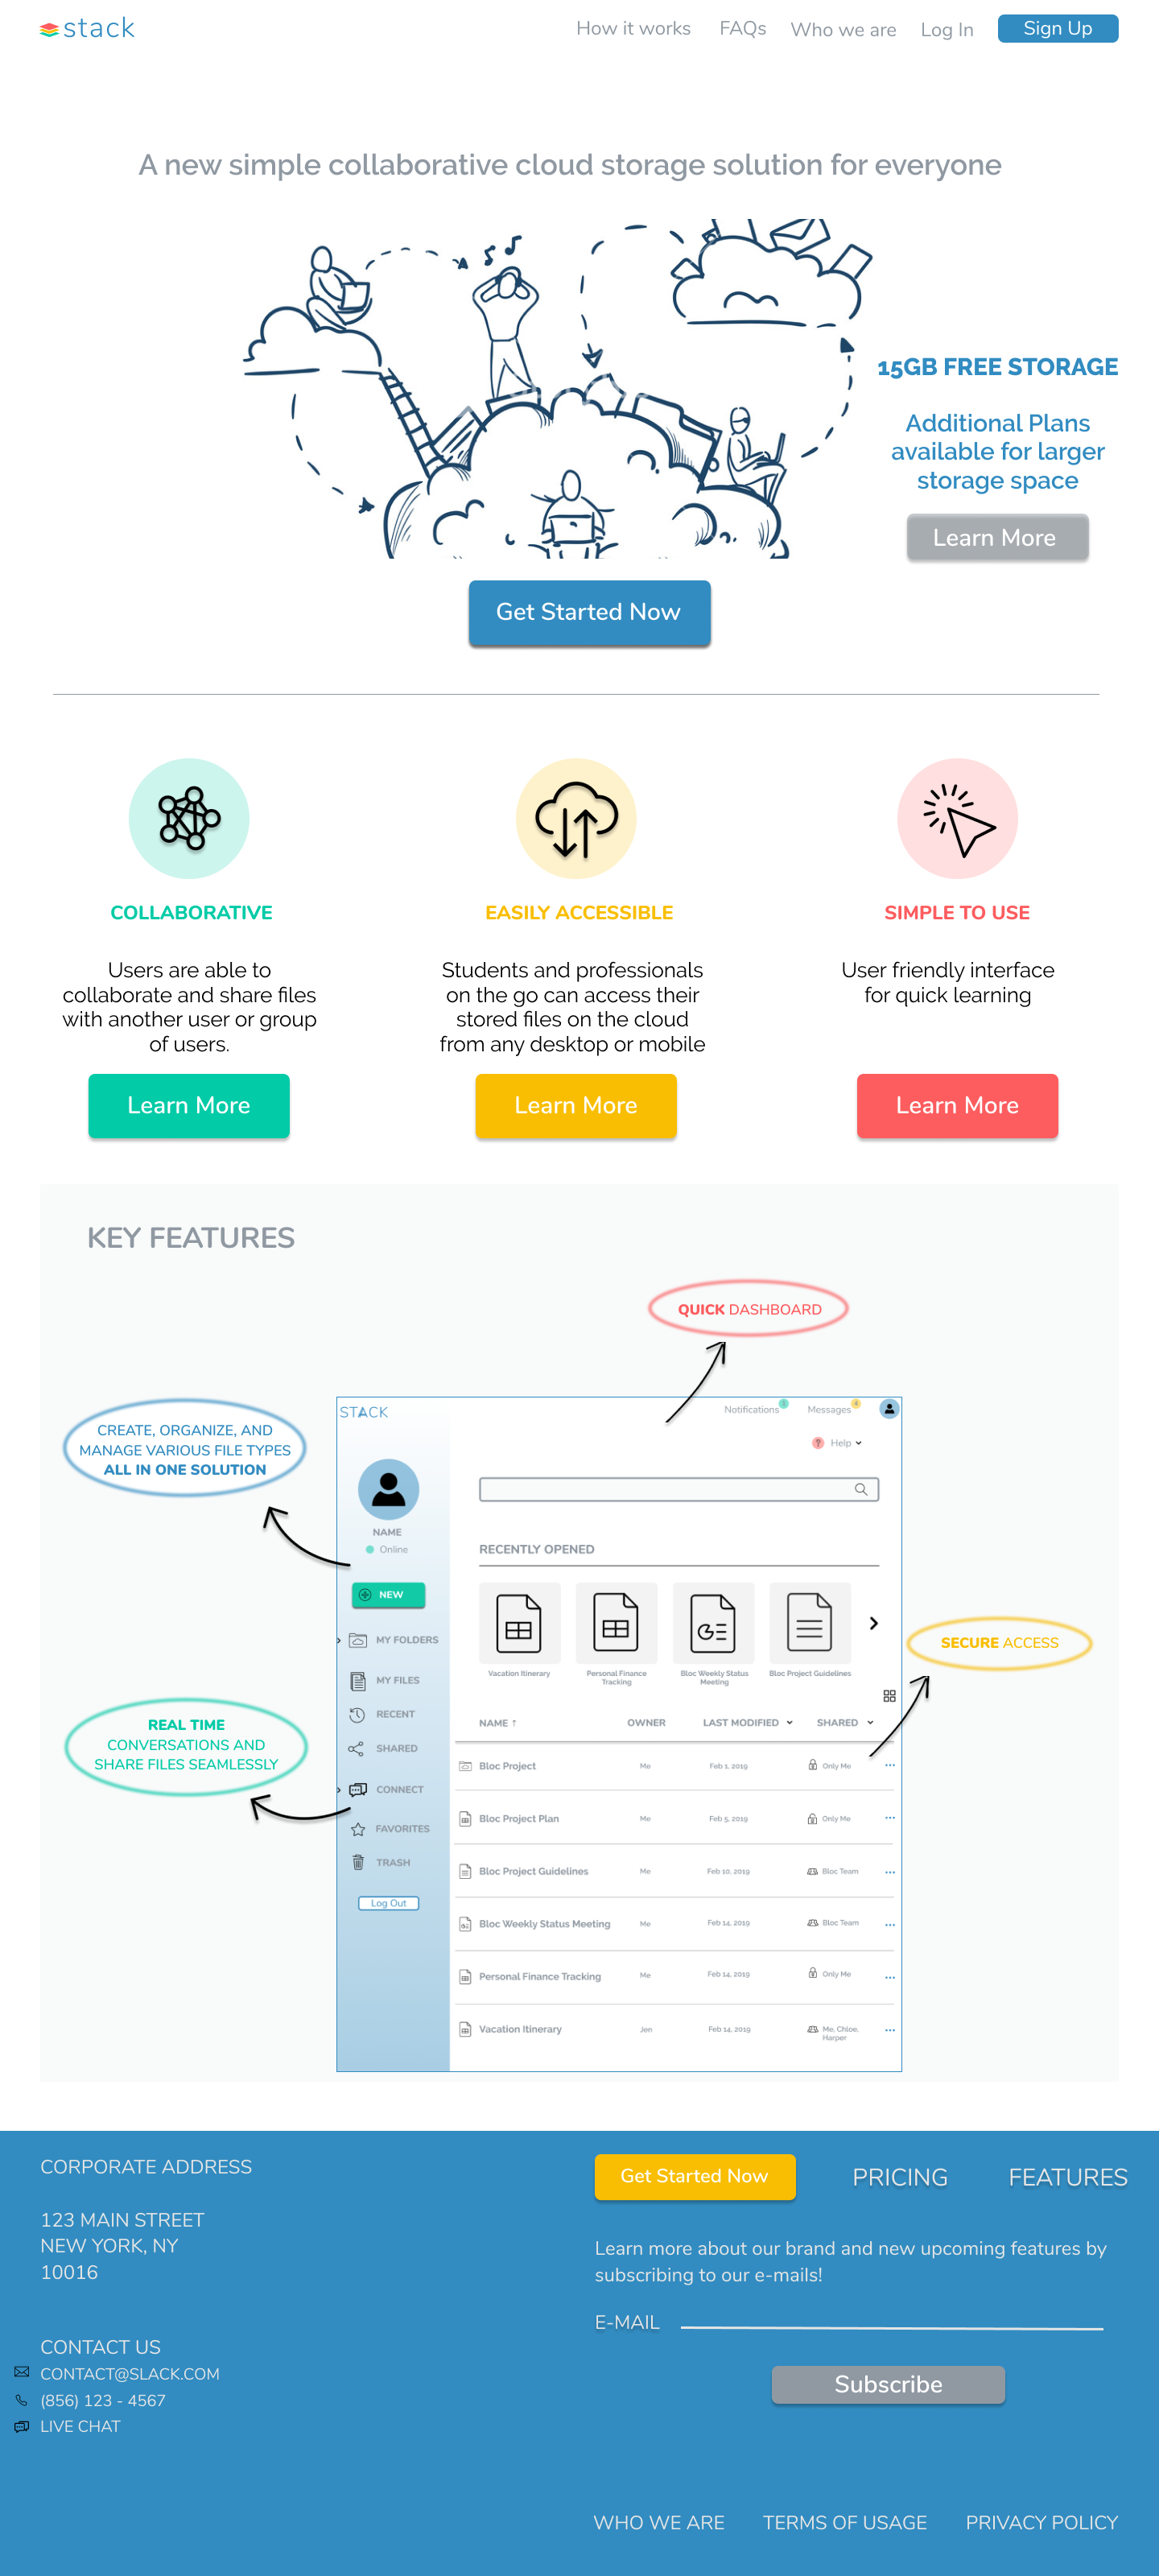 stack
How it works FAQs Who we are Log In Sign Up
A new simple collaborative cloud storage solution for everyone
15GB FREE STORAGE
Additional Plans
available for larger
storage space
Learn More
Get Started Now
COLLABORATIVE
Users are able to
collaborate and share files
with another user or group
of users.
Learn More
EASILY ACCESSIBLE
Students and professionals
on the go can access their
stored files on the cloud
from any desktop or mobile
Learn More
SIMPLE TO USE
User friendly interface
for quick learning
Learn More
KEY FEATURES
QUICK DASHBOARD
CREATE, ORGANIZE, AND
MANAGE VARIOUS FILE TYPES
ALL IN ONE SOLUTION
REAL TIME
CONVERSATIONS AND
SHARE FILES SEAMLESSLY
SECURE ACCESS
STACK
Notifications Messages 4
? Help
NAME
Online
NEW
MY FOLDERS
MY FILES
RECENT
SHARED
CONNECT
FAVORITES
TRASH
Log Out
RECENTLY OPENED
Vacation Itinerary
Personal Finance
Tracking
Bloc Weekly Status
Meeting
Bloc Project Guidelines
NAME ↑ OWNER LAST MODIFIED SHARED
Bloc Project Me Feb 1, 2019 Only Me ...
Bloc Project Plan Me Feb 5, 2019 Only Me ...
Bloc Project Guidelines Me Feb 10, 2019 Bloc Team ...
Bloc Weekly Status Meeting Me Feb 14, 2019 Bloc Team ...
Personal Finance Tracking Me Feb 14, 2019 Only Me ...
Vacation Itinerary Jen Feb 14, 2019 Me, Chloe, ...
Harper
CORPORATE ADDRESS
123 MAIN STREET
NEW YORK, NY
10016
CONTACT US
CONTACT@SLACK.COM
(856) 123 - 4567
LIVE CHAT
Get Started Now PRICING FEATURES
Learn more about our brand and new upcoming features by
subscribing to our e-mails!
E-MAIL
Subscribe
WHO WE ARE TERMS OF USAGE PRIVACY POLICY